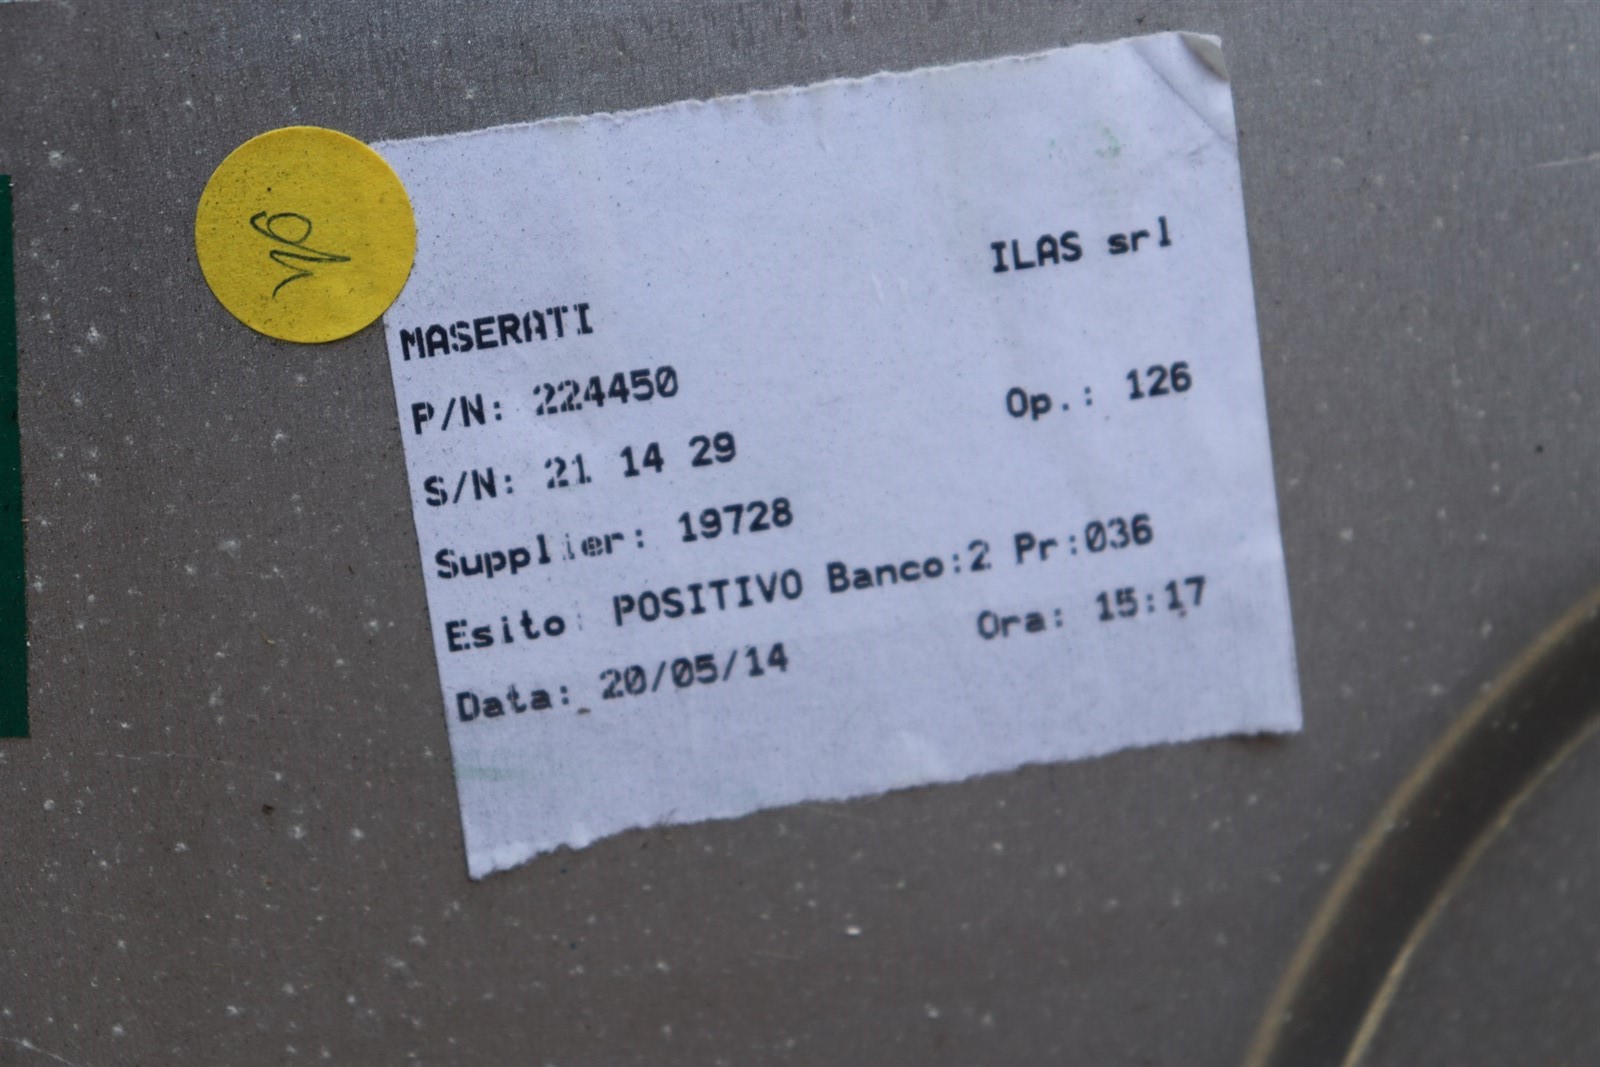 ILAS srl
MASERATI
P/N: 224450 Op.: 126
S/N: 21 14 29
Supplier: 19728
Esito: POSITIVO Banco:2 Pr:036
Data: 20/05/14 Ora: 15:17